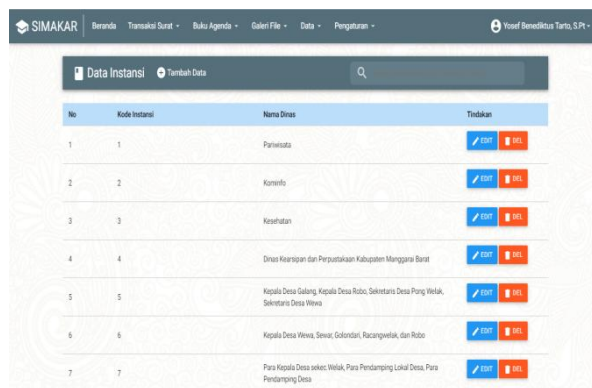 SIMAKAR Beranda Transaksi Surat Buku Agenda Galeri File Data Pengaturan Yosef Benediktus Tarto, S.Pt
Data Instansi Tambah Data
No Kode Instansi Nama Dinas Tindakan
1 1 Pariwisata EDIT DEL
2 2 Kominfo EDIT DEL
3 3 Kesehatan EDIT DEL
4 4 Dinas Kearsipan dan Perpustakaan Kabupaten Manggarai Barat EDIT DEL
5 5 Kepala Desa Galang, Kepala Desa Robo, Sekretaris Desa Pong Welak, EDIT DEL
Sekretaris Desa Wewa
6 6 Kepala Desa Wewa, Sewar, Golondari, Racangwelak, dan Robo EDIT DEL
7 7 Para Kepala Desa seket, Welak, Para Pendamping Lokal Desa, Para EDIT DEL
Pendamping Desa